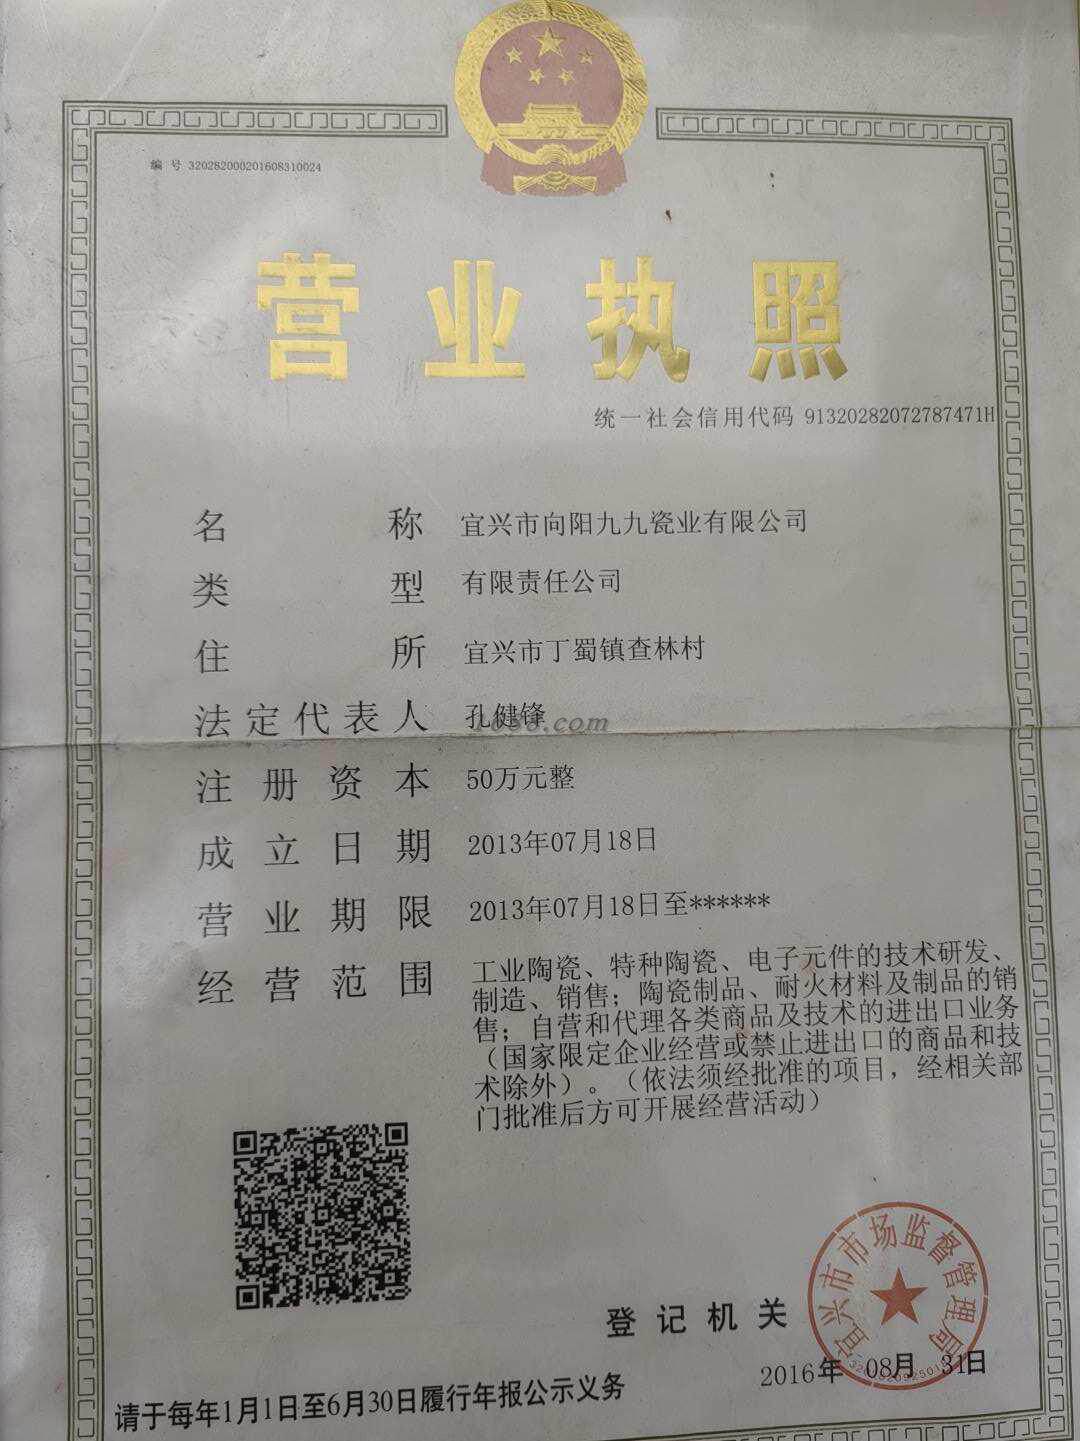 编 号 320282000201608310024
营业执照
统一社会信用代码 91320282072787471H
名称 宜兴市向阳九九瓷业有限公司
类型 有限责任公司
住所 宜兴市丁蜀镇查林村
法定代表人 孔健锋
注册资本 50万元整
成立日期 2013年07月18日
营业期限 2013年07月18日至******
经营范围 工业陶瓷、特种陶瓷、电子元件的技术研发、
制造、销售；陶瓷制品、耐火材料及制品的销
售；自营和代理各类商品及技术的进出口业务
（国家限定企业经营或禁止进出口的商品和技
术除外）。（依法须经批准的项目，经相关部
门批准后方可开展经营活动）
宜兴市市场监督管理局
登记机关
2016年 08月 31日
请于每年1月1日至6月30日履行年报公示义务